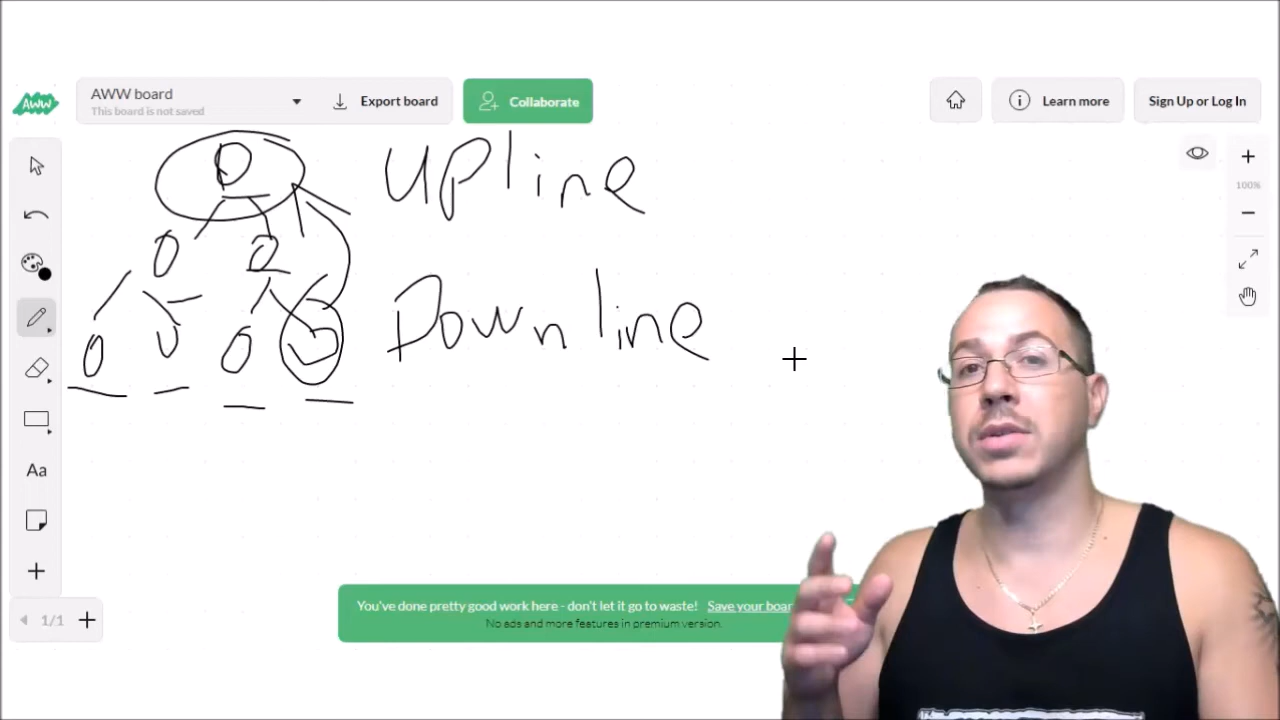 AWW
AWW board
This board is not saved
Export board
Collaborate
Learn more
Sign Up or Log In
100%
Upline
Downline
Aa
1/1
You've done pretty good work here - don't let it go to waste! Save your boar
No ads and more features in premium version.